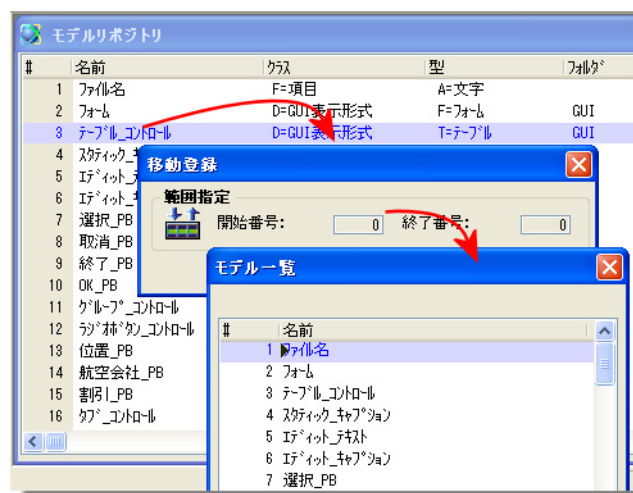 モデルリポジトリ
# 名前 クラス 型 フォルダ
1 ファイル名 F=項目 A=文字
2 フォーム D=GUI表示形式 F=フォーム GUI
3 テーブル_コントロール D=GUI表示形式 T=テーブル GUI
4 スタティック_キ
5 エディット_テ
6 エディット_キ
7 選択_PB
8 取消_PB
9 終了_PB
10 OK_PB
11 グループ_コントロール
12 ラジオボタン_コントロール
13 位置_PB
14 航空会社_PB
15 割引_PB
16 タブ_コントロール
移動登録
範囲指定
開始番号: 0 終了番号: 0
モデル一覧
# 名前
1 ファイル名
2 フォーム
3 テーブル_コントロール
4 スタティック_キャプション
5 エディット_テキスト
6 エディット_キャプション
7 選択_PB